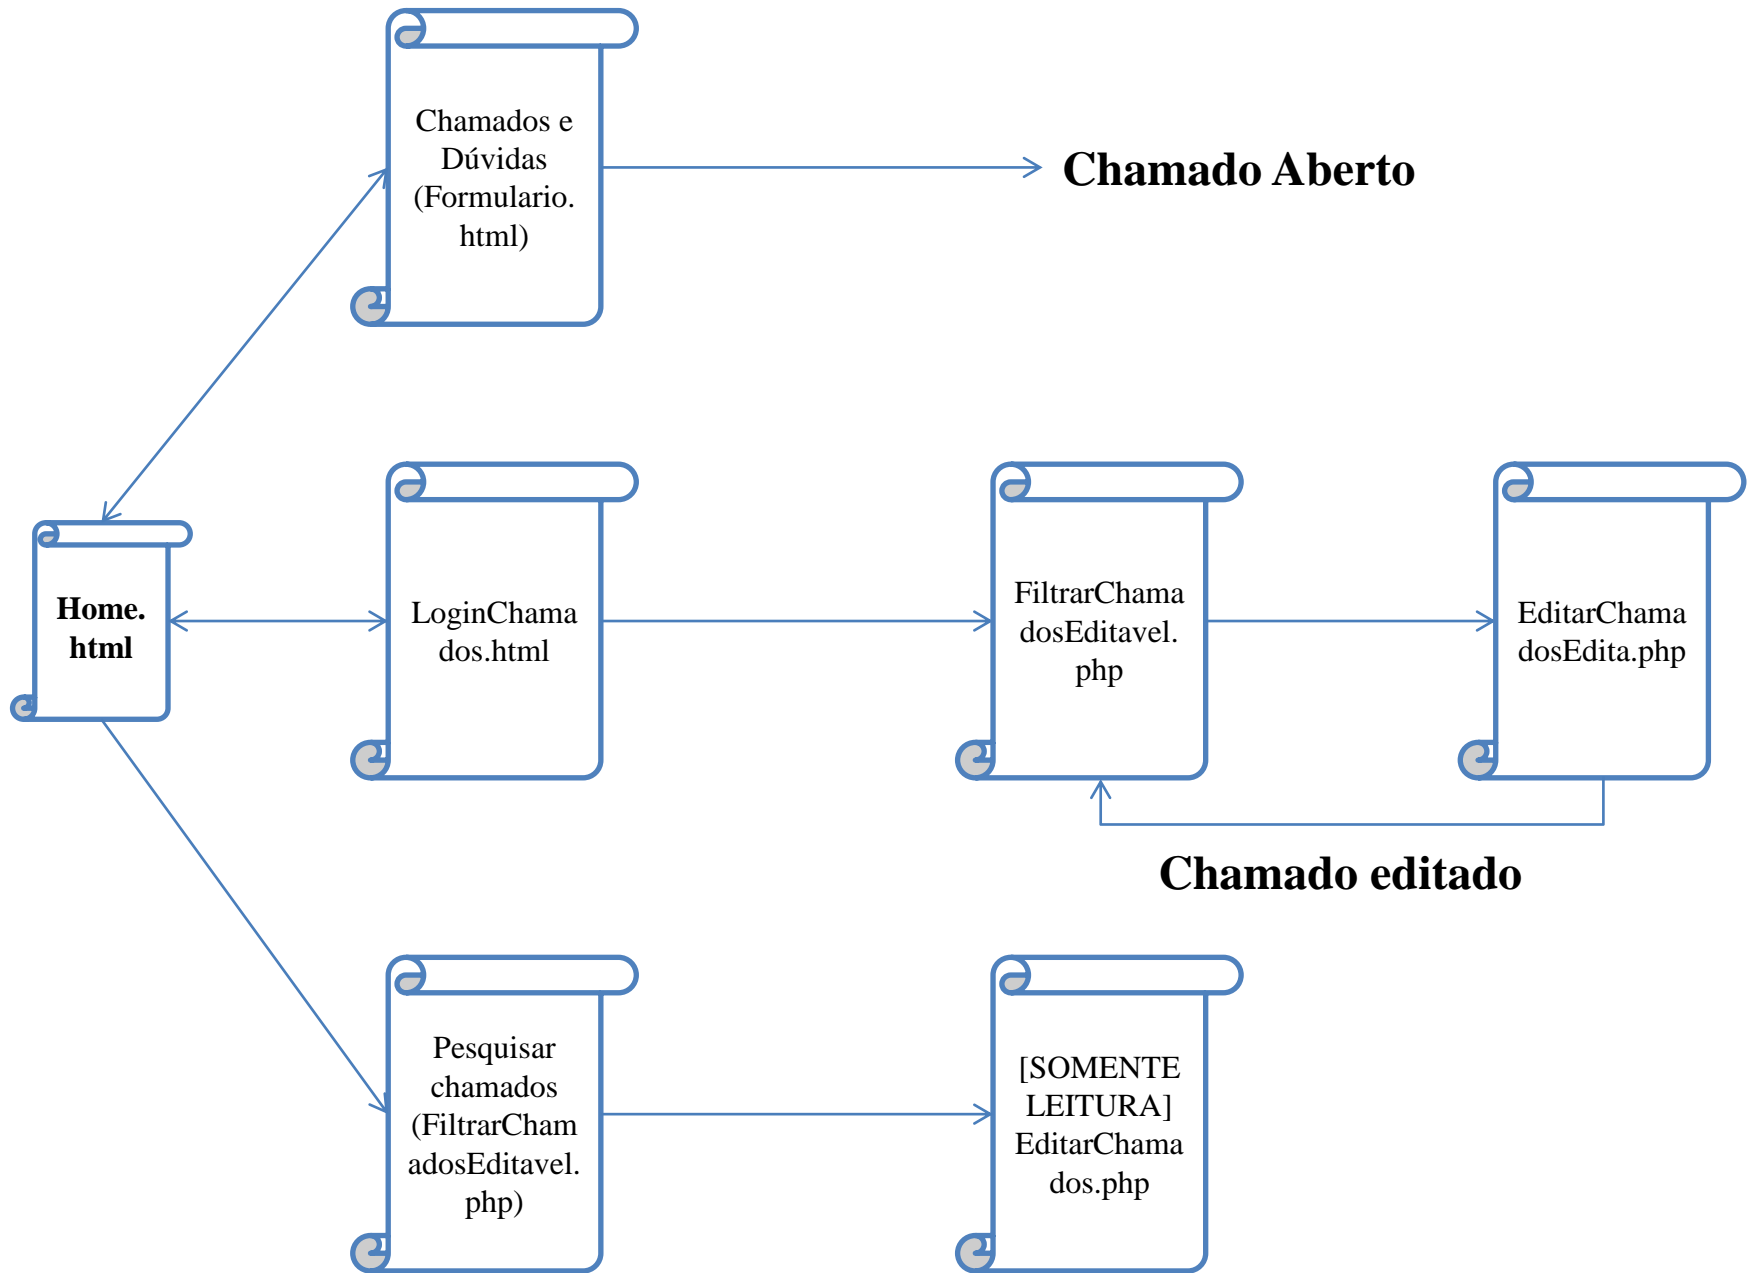 Chamados e
Dúvidas
(Formulario.
html)
Chamado Aberto
Home.
html
LoginChama
dos.html
FiltrarChama
dosEditavel.
php
EditarChama
dosEdita.php
Chamado editado
Pesquisar
chamados
(FiltrarCham
adosEditavel.
php)
[SOMENTE
LEITURA]
EditarChama
dos.php